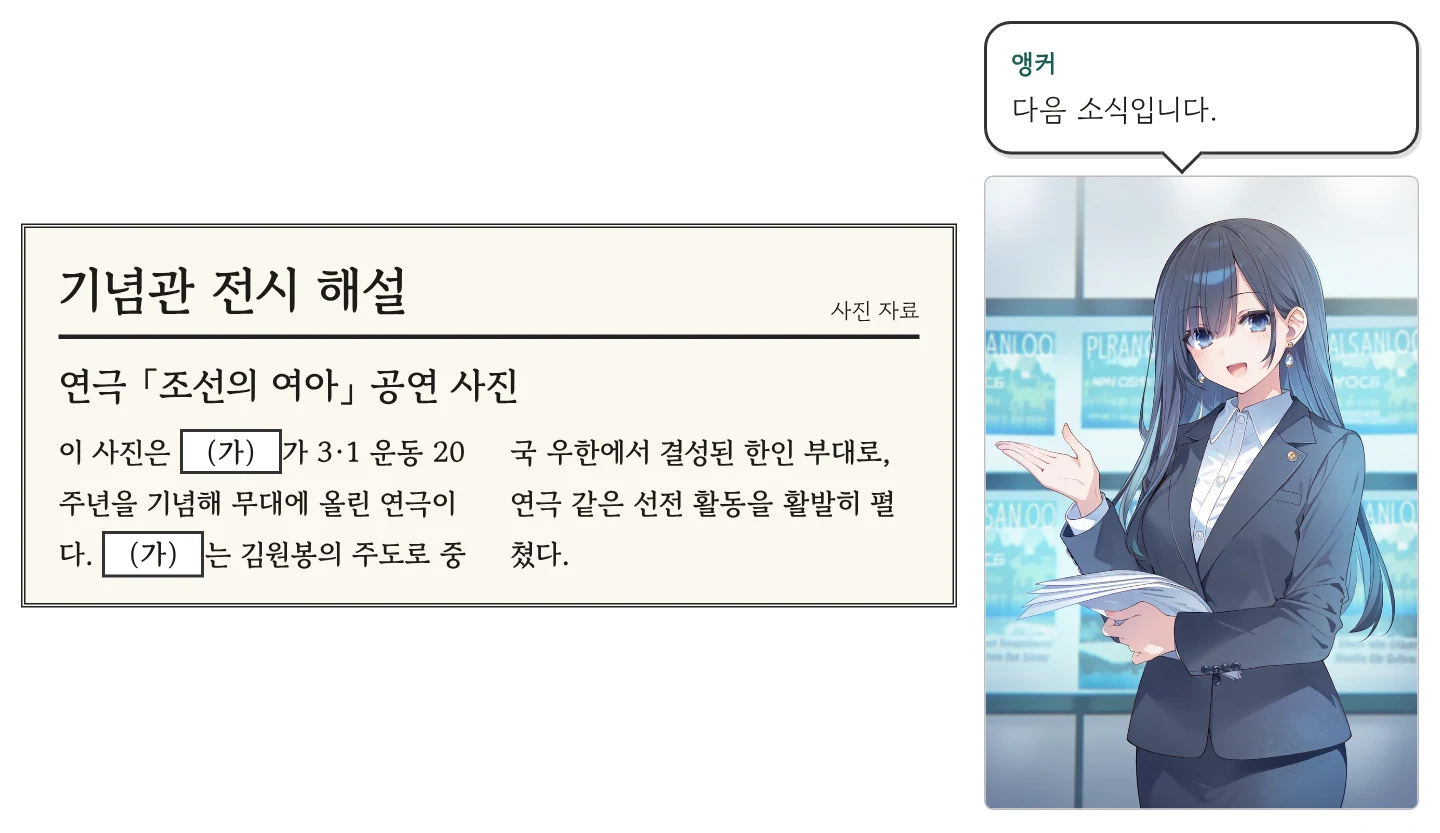 기념관 전시 해설
사진 자료
연극 「조선의 여아」 공연 사진
이 사진은 (가)가 3·1 운동 20
주년을 기념해 무대에 올린 연극이
다. (가)는 김원봉의 주도로 중
국 우한에서 결성된 한인 부대로,
연극 같은 선전 활동을 활발히 펼
쳤다.
앵커
다음 소식입니다.